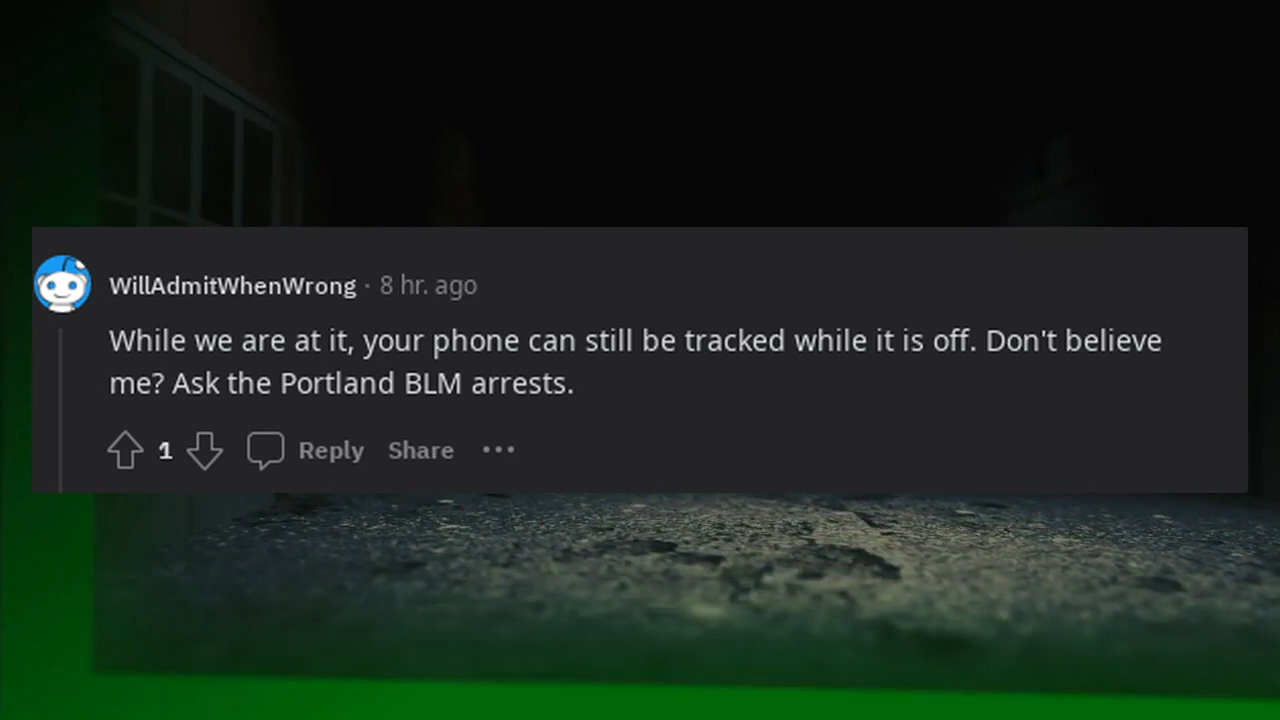 WillAdmitWhenWrong · 8 hr. ago
While we are at it, your phone can still be tracked while it is off. Don't believe
me? Ask the Portland BLM arrests.
1 Reply Share •••